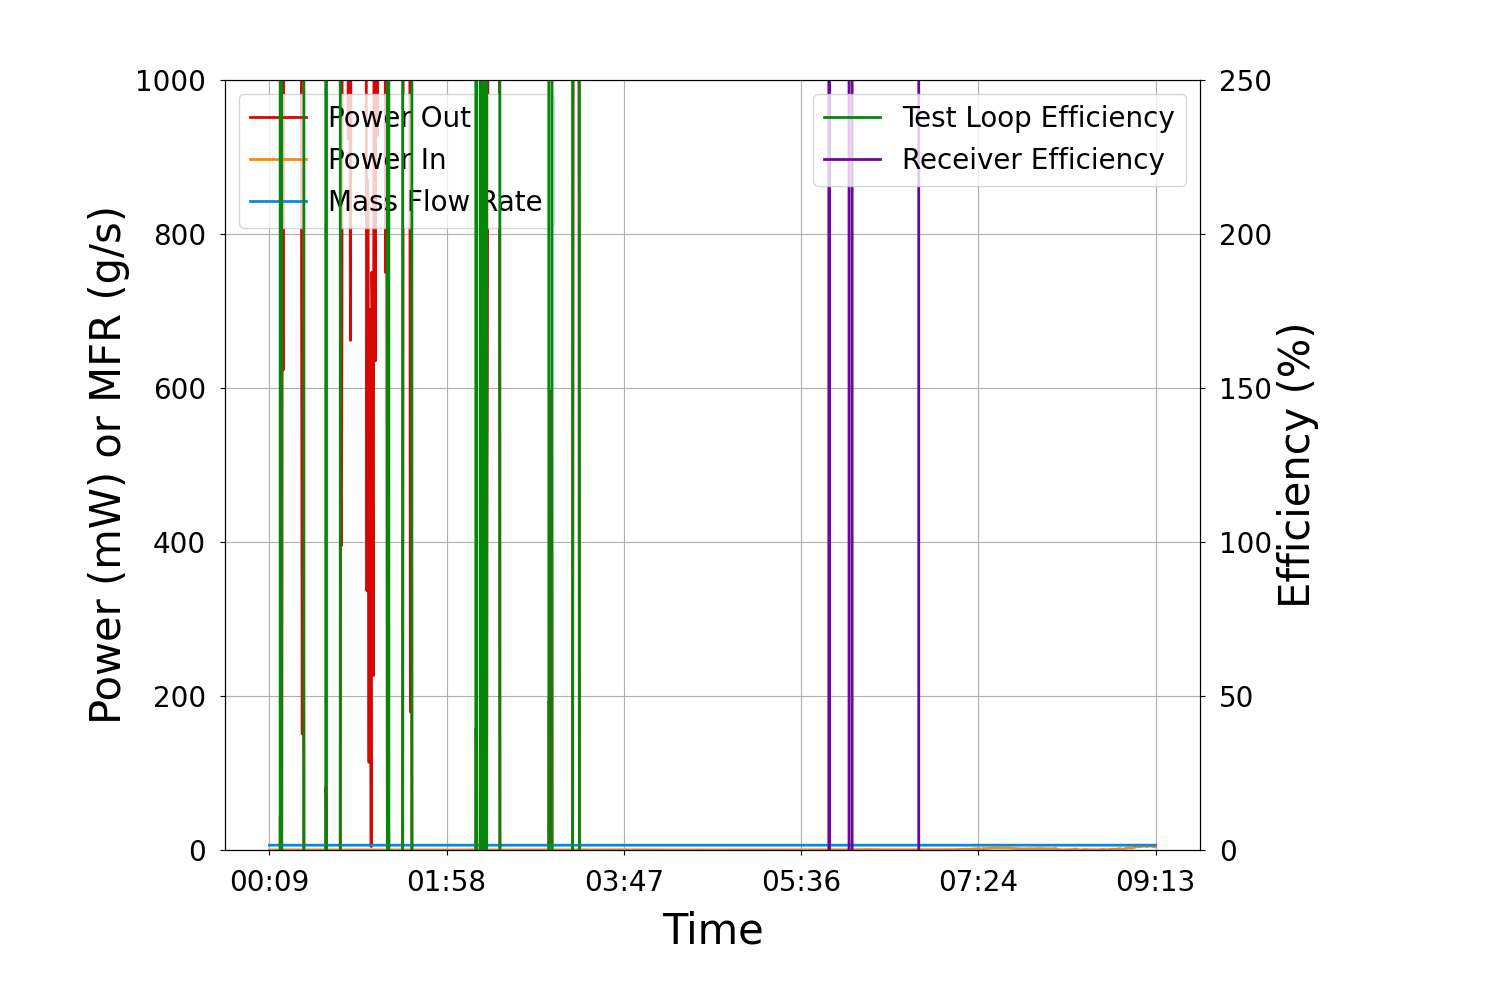 1000
800
600
400
200
0
Power (mW) or MFR (g/s)
Power Out
Power In
Mass Flow Rate
Test Loop Efficiency
Receiver Efficiency
250
200
150
100
50
0
Efficiency (%)
00:09 01:58 03:47 05:36 07:24 09:13
Time